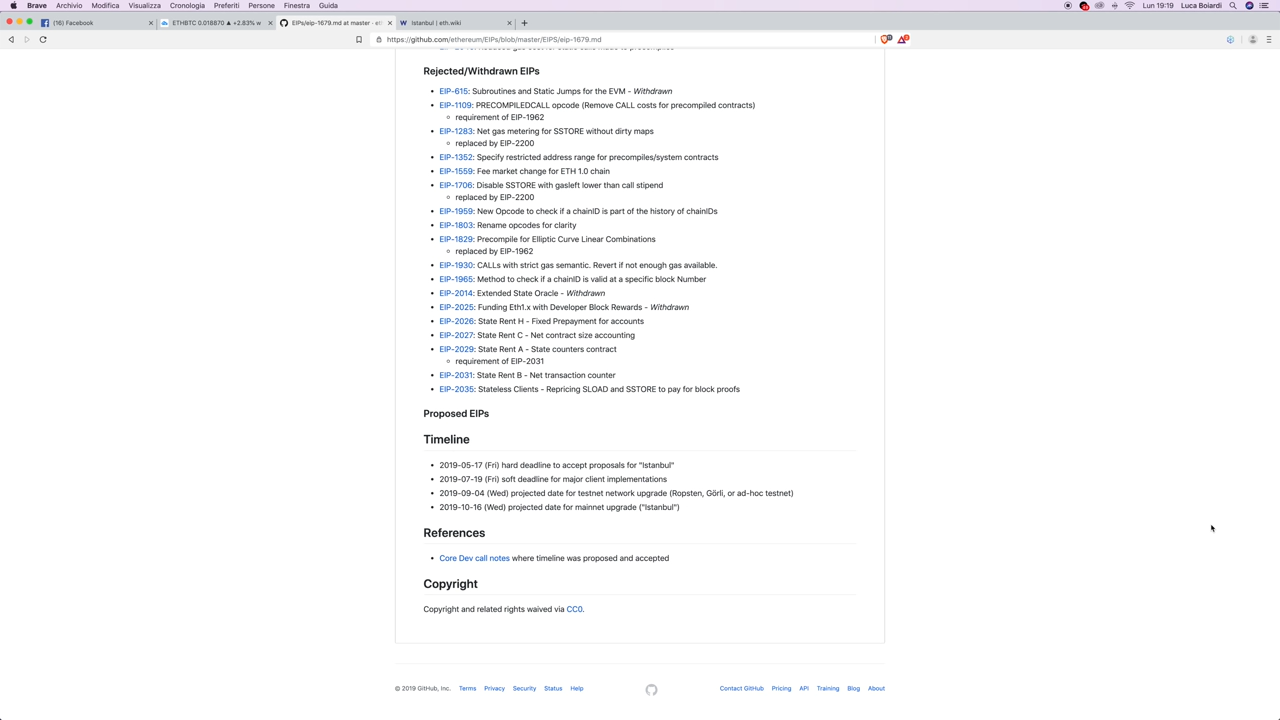 Brave Archivio Modifica Visualizza Cronologia Preferiti Persone Finestra Guida Lun 19:19 Luca Boiardi
(16) Facebook ETHBTC 0.018870 ▲ +2.83% w EIPs/eip-1679.md at master · eth Istanbul | eth.wiki
https://github.com/ethereum/EIPs/blob/master/EIPS/eip-1679.md
Rejected/Withdrawn EIPs
EIP-615: Subroutines and Static Jumps for the EVM - Withdrawn
EIP-1109: PRECOMPILEDCALL opcode (Remove CALL costs for precompiled contracts)
requirement of EIP-1962
EIP-1283: Net gas metering for SSTORE without dirty maps
replaced by EIP-2200
EIP-1352: Specify restricted address range for precompiles/system contracts
EIP-1559: Fee market change for ETH 1.0 chain
EIP-1706: Disable SSTORE with gasleft lower than call stipend
replaced by EIP-2200
EIP-1959: New Opcode to check if a chainID is part of the history of chainIDs
EIP-1803: Rename opcodes for clarity
EIP-1829: Precompile for Elliptic Curve Linear Combinations
replaced by EIP-1962
EIP-1930: CALLs with strict gas semantic. Revert if not enough gas available.
EIP-1965: Method to check if a chainID is valid at a specific block Number
EIP-2014: Extended State Oracle - Withdrawn
EIP-2025: Funding Eth1.x with Developer Block Rewards - Withdrawn
EIP-2026: State Rent H - Fixed Prepayment for accounts
EIP-2027: State Rent C - Net contract size accounting
EIP-2029: State Rent A - State counters contract
requirement of EIP-2031
EIP-2031: State Rent B - Net transaction counter
EIP-2035: Stateless Clients - Repricing SLOAD and SSTORE to pay for block proofs
Proposed EIPs
Timeline
2019-05-17 (Fri) hard deadline to accept proposals for "Istanbul"
2019-07-19 (Fri) soft deadline for major client implementations
2019-09-04 (Wed) projected date for testnet network upgrade (Ropsten, Görli, or ad-hoc testnet)
2019-10-16 (Wed) projected date for mainnet upgrade ("Istanbul")
References
Core Dev call notes where timeline was proposed and accepted
Copyright
Copyright and related rights waived via CC0.
© 2019 GitHub, Inc. Terms Privacy Security Status Help Contact GitHub Pricing API Training Blog About